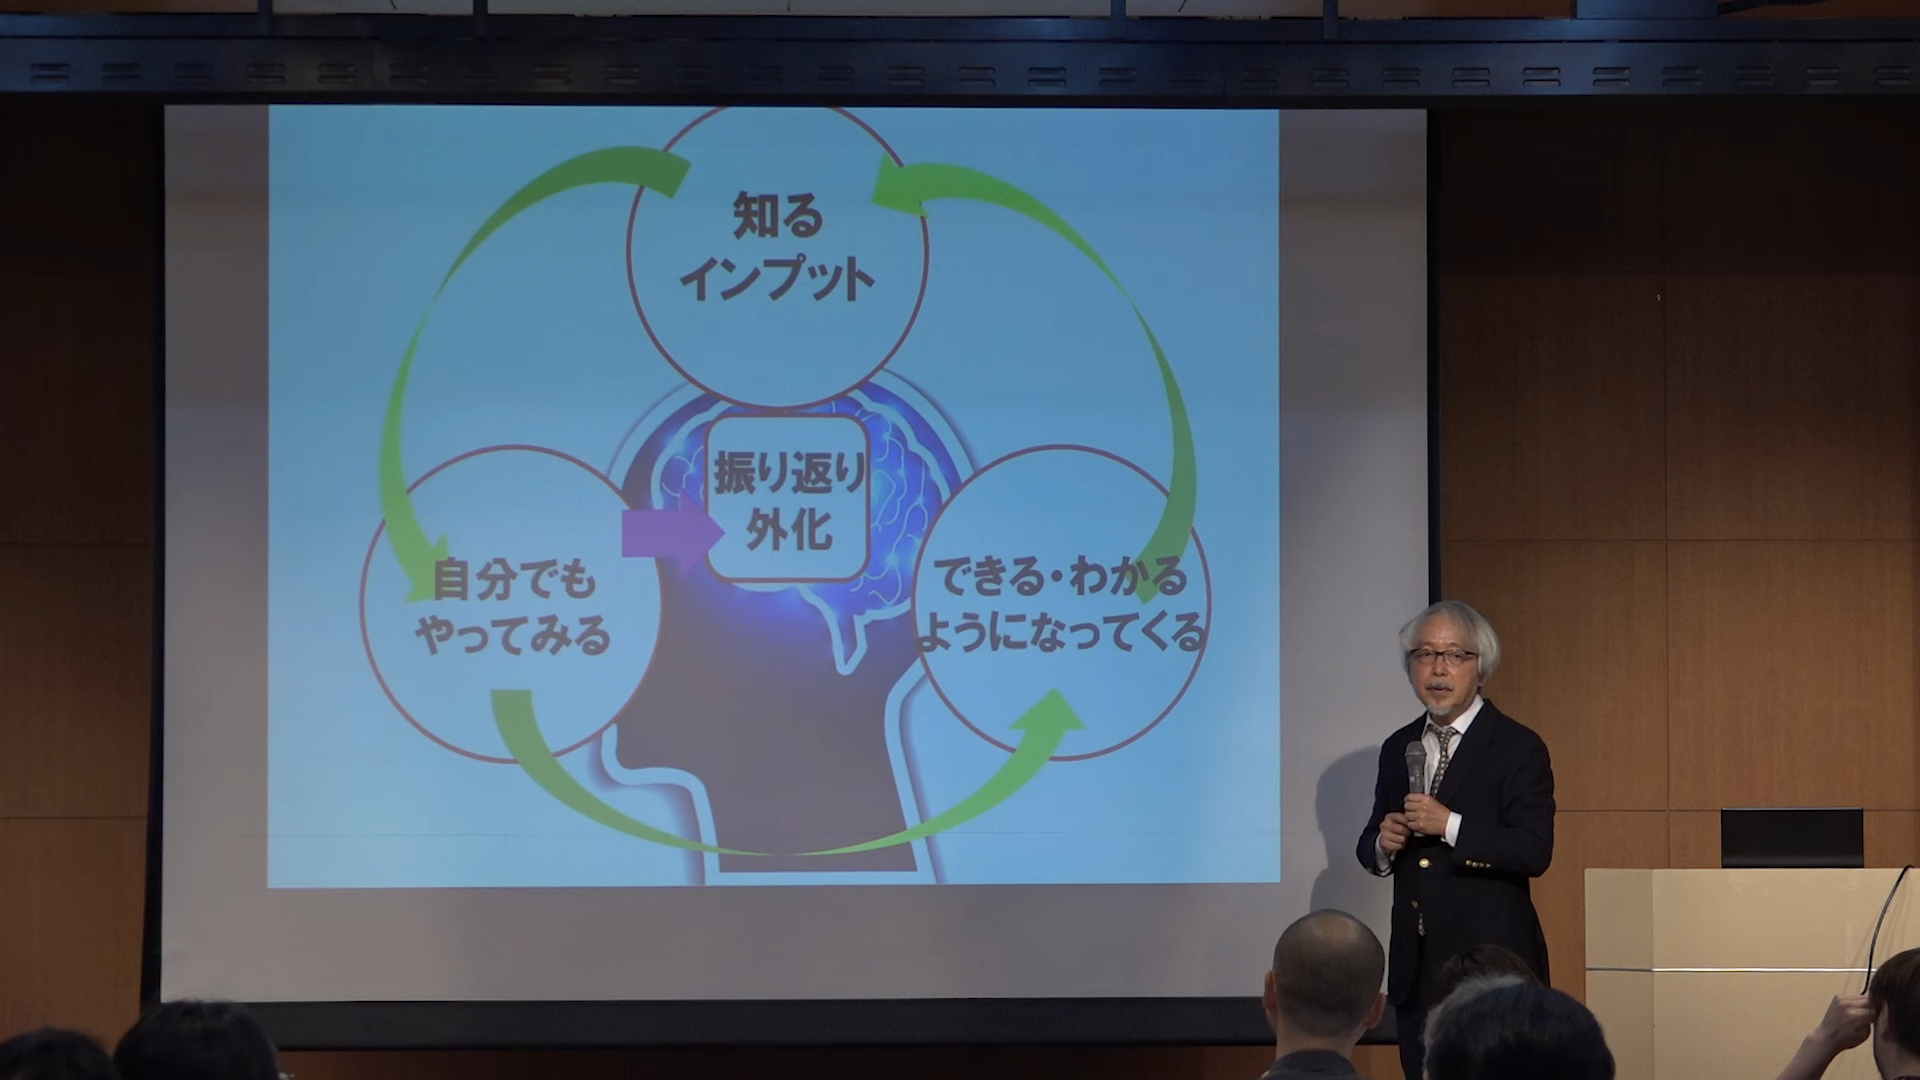 知る
インプット
振り返り
外化
自分でも
やってみる
できる・わかる
ようになってくる